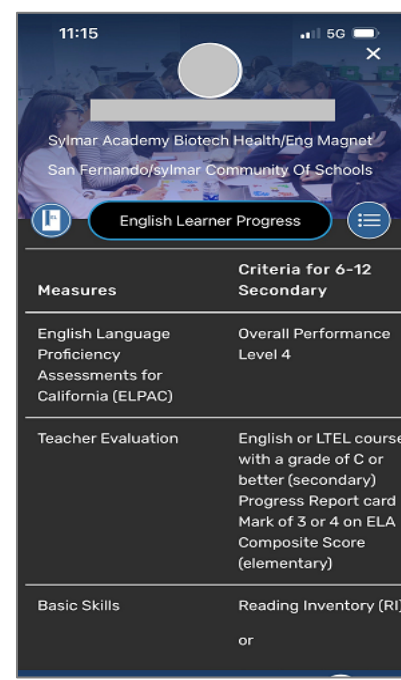 11:15
5G
Sylmar Academy Biotech Health/Eng Magnet
San Fernando/sylmar Community Of Schools
English Learner Progress
Measures
Criteria for 6-12
Secondary
English Language
Proficiency
Assessments for
California (ELPAC)
Overall Performance
Level 4
Teacher Evaluation
English or LTEL course
with a grade of C or
better (secondary)
Progress Report card
Mark of 3 or 4 on ELA
Composite Score
(elementary)
Basic Skills
Reading Inventory (RI)
or